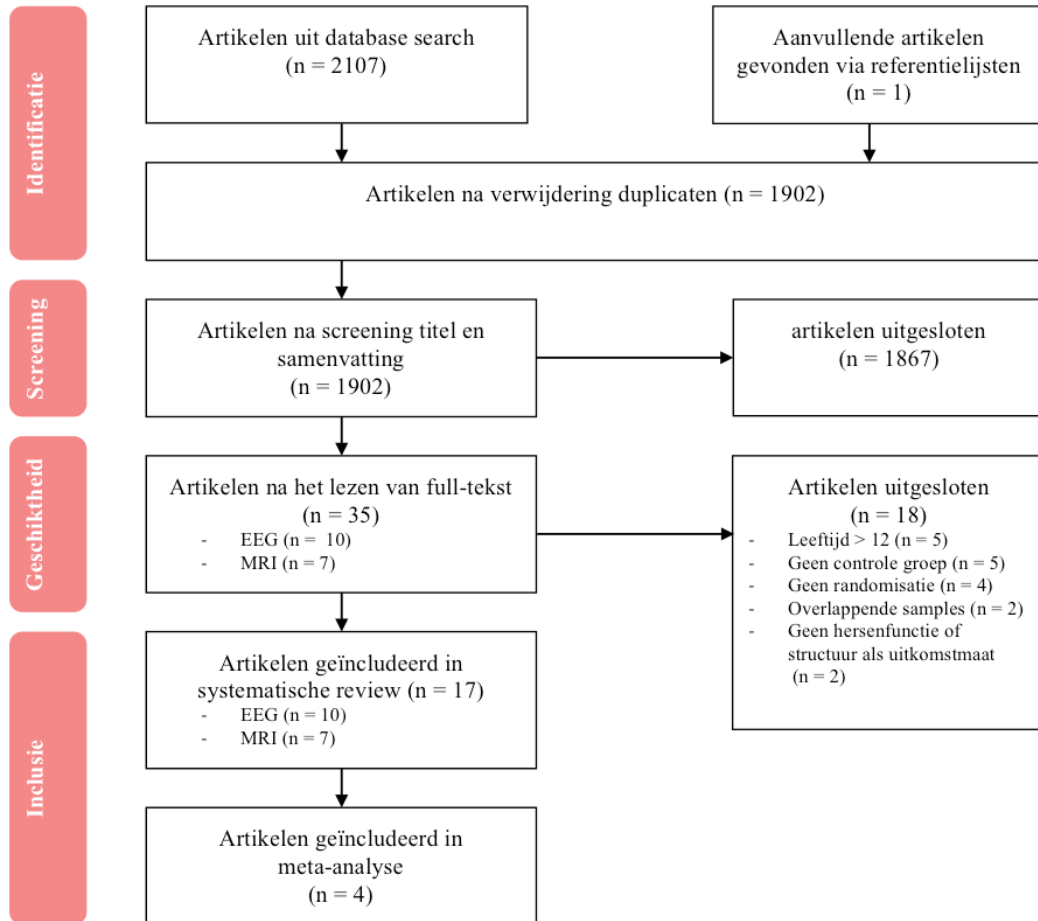 Identificatie
Artikelen uit database search
(n = 2107)
Aanvullende artikelen
gevonden via referentielijsten
(n = 1)
Artikelen na verwijdering duplicaten (n = 1902)
Screening
Artikelen na screening titel en
samenvatting
(n = 1902)
artikelen uitgesloten
(n = 1867)
Geschiktheid
Artikelen na het lezen van full-tekst
(n = 35)
- EEG (n =  10)
- MRI (n = 7)
Artikelen uitgesloten
(n = 18)
- Leeftijd > 12 (n = 5)
- Geen controle groep (n = 5)
- Geen randomisatie (n = 4)
- Overlappende samples (n = 2)
- Geen hersenfunctie of
structuur als uitkomstmaat
(n = 2)
Inclusie
Artikelen geïncludeerd in
systematische review (n = 17)
- EEG (n = 10)
- MRI (n = 7)
Artikelen geïncludeerd in
meta-analyse
(n = 4)